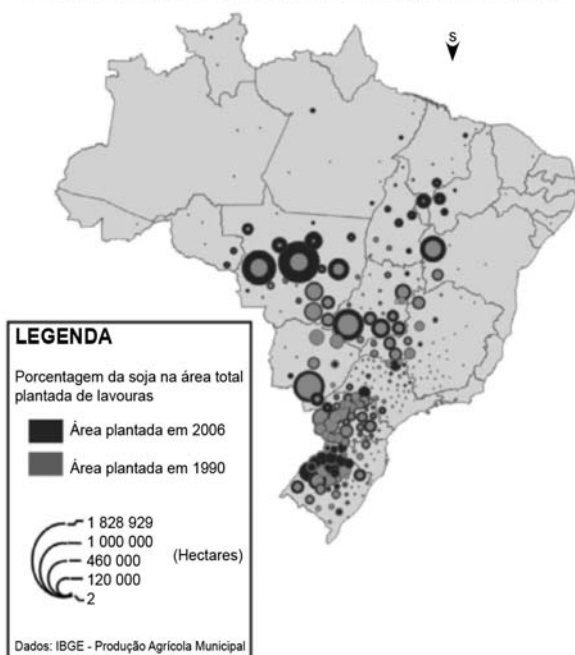 S
LEGENDA
Porcentagem da soja na área total
plantada de lavouras
Área plantada em 2006
Área plantada em 1990
1 828 929
1 000 000
460 000
120 000
2
(Hectares)
Dados: IBGE - Produção Agrícola Municipal